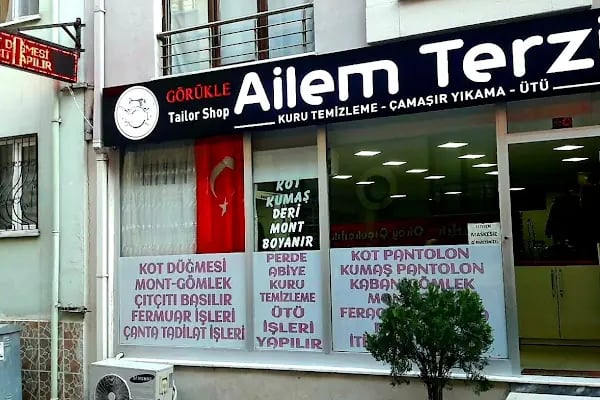 DÜĞMESİ
YAPILIR
GÖRÜKLE
Tailor Shop
Ailem Terzi
KURU TEMİZLEME - ÇAMAŞIR YIKAMA - ÜTÜ
KOT
KUMAŞ
DERİ
MONT
BOYANIR
KOT DÜĞMESİ
MONT-GÖMLEK
ÇITÇITI BASILIR
FERMUAR İŞLERİ
ÇANTA TADİLAT İŞLERİ
PERDE
ABİYE
KURU
TEMİZLEME
ÜTÜ
İŞLERİ
YAPILIR
KOT PANTOLON
KUMAŞ PANTOLON
KABAN-GÖMLEK
LÜTFEN
MASKESİZ
SAMSUNG